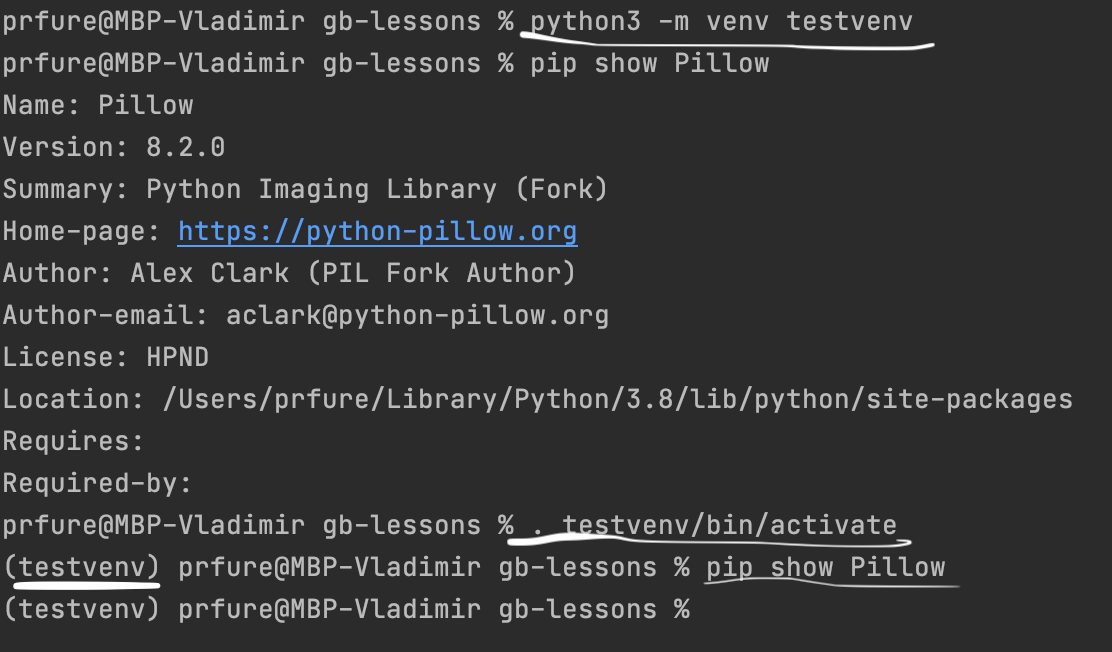 prfure@MBP-Vladimir gb-lessons % python3 -m venv testvenv
prfure@MBP-Vladimir gb-lessons % pip show Pillow
Name: Pillow
Version: 8.2.0
Summary: Python Imaging Library (Fork)
Home-page: https://python-pillow.org
Author: Alex Clark (PIL Fork Author)
Author-email: aclark@python-pillow.org
License: HPND
Location: /Users/prfure/Library/Python/3.8/lib/python/site-packages
Requires:
Required-by:
prfure@MBP-Vladimir gb-lessons % . testvenv/bin/activate
(testvenv) prfure@MBP-Vladimir gb-lessons % pip show Pillow
(testvenv) prfure@MBP-Vladimir gb-lessons %